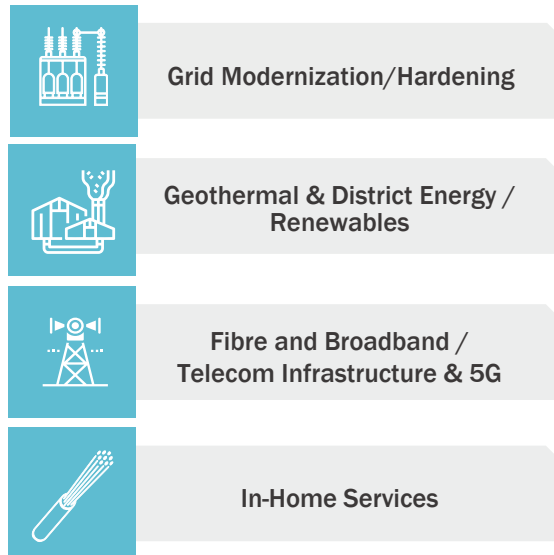 Grid Modernization/Hardening
Geothermal & District Energy /
Renewables
Fibre and Broadband /
Telecom Infrastructure & 5G
In-Home Services